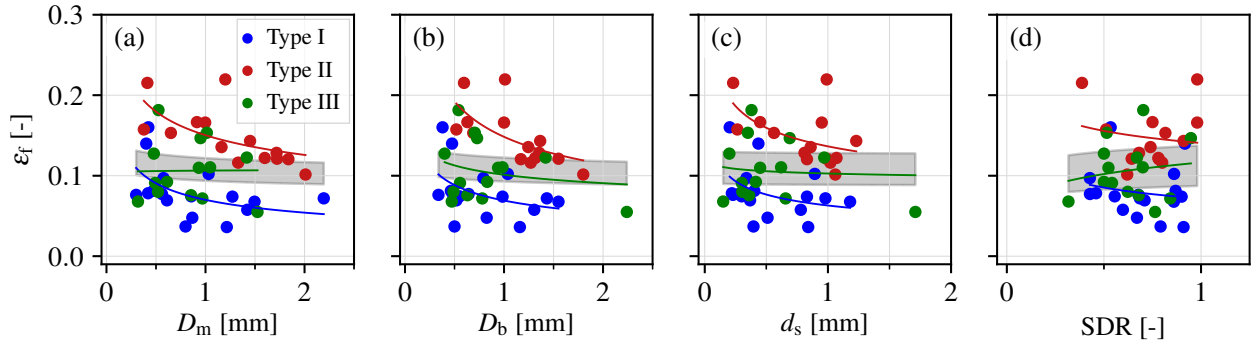 0.3
0.2
0.1
0.0
ε_f [-]
(a)
Type I
Type II
Type III
0
1
2
D_m [mm]
(b)
0
1
2
D_b [mm]
(c)
0
1
2
d_s [mm]
(d)
0
1
SDR [-]